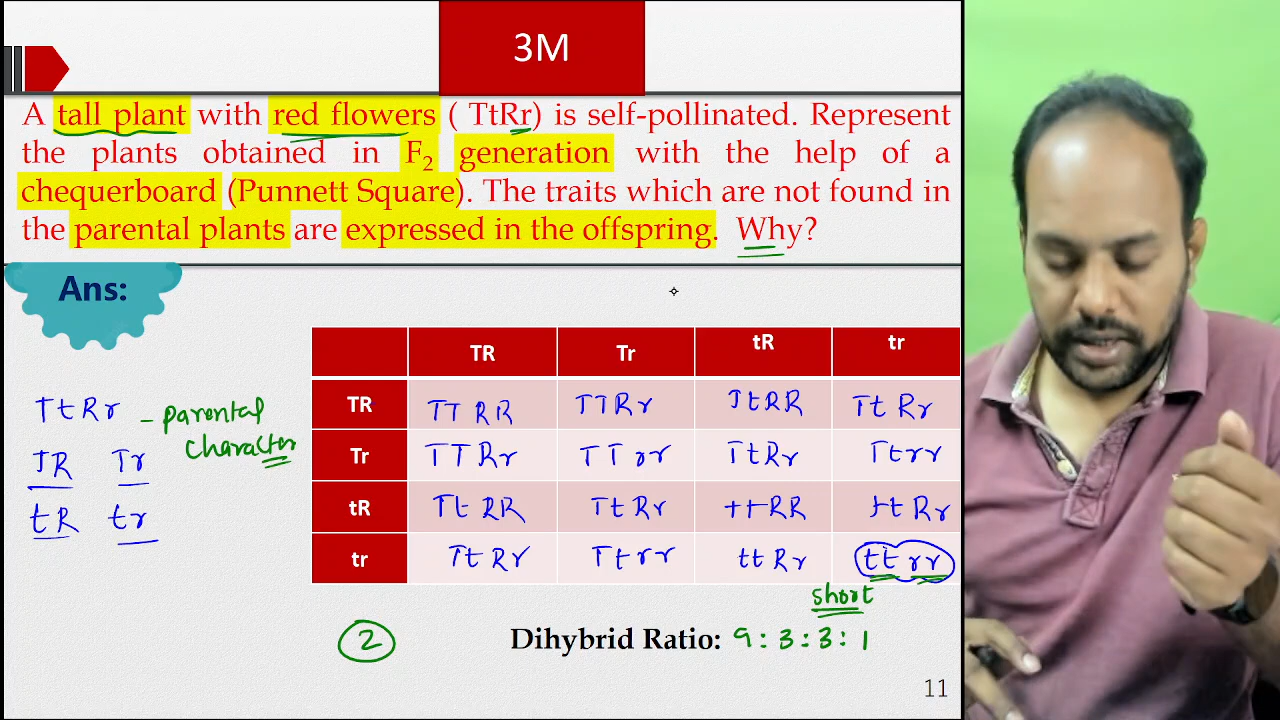 3M
A tall plant with red flowers ( TtRr) is self-pollinated. Represent
the plants obtained in F₂ generation with the help of a
chequerboard (Punnett Square). The traits which are not found in
the parental plants are expressed in the offspring. Why?
Ans:
TtRr - parental
character
TR Tr
tR tr
TR Tr tR tr
TR TTRR TTRr TtRR TtRr
Tr TTRr TTrr TtRr Ttrr
tR TtRR TtRr ttRR ttRr
tr TtRr Ttrr ttRr ttrr
short
2 Dihybrid Ratio: 9:3:3:1
11